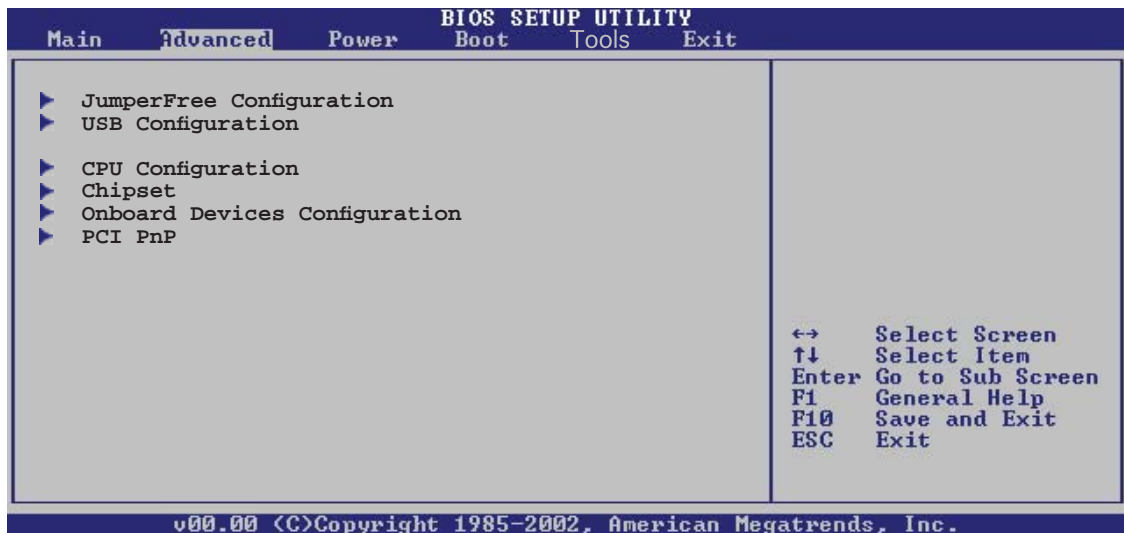 BIOS SETUP UTILITY
Main Advanced Power Boot Tools Exit
JumperFree Configuration
USB Configuration
CPU Configuration
Chipset
Onboard Devices Configuration
PCI PnP
←→ Select Screen
↑↓ Select Item
Enter Go to Sub Screen
F1 General Help
F10 Save and Exit
ESC Exit
v00.00 (C)Copyright 1985-2002, American Megatrends, Inc.